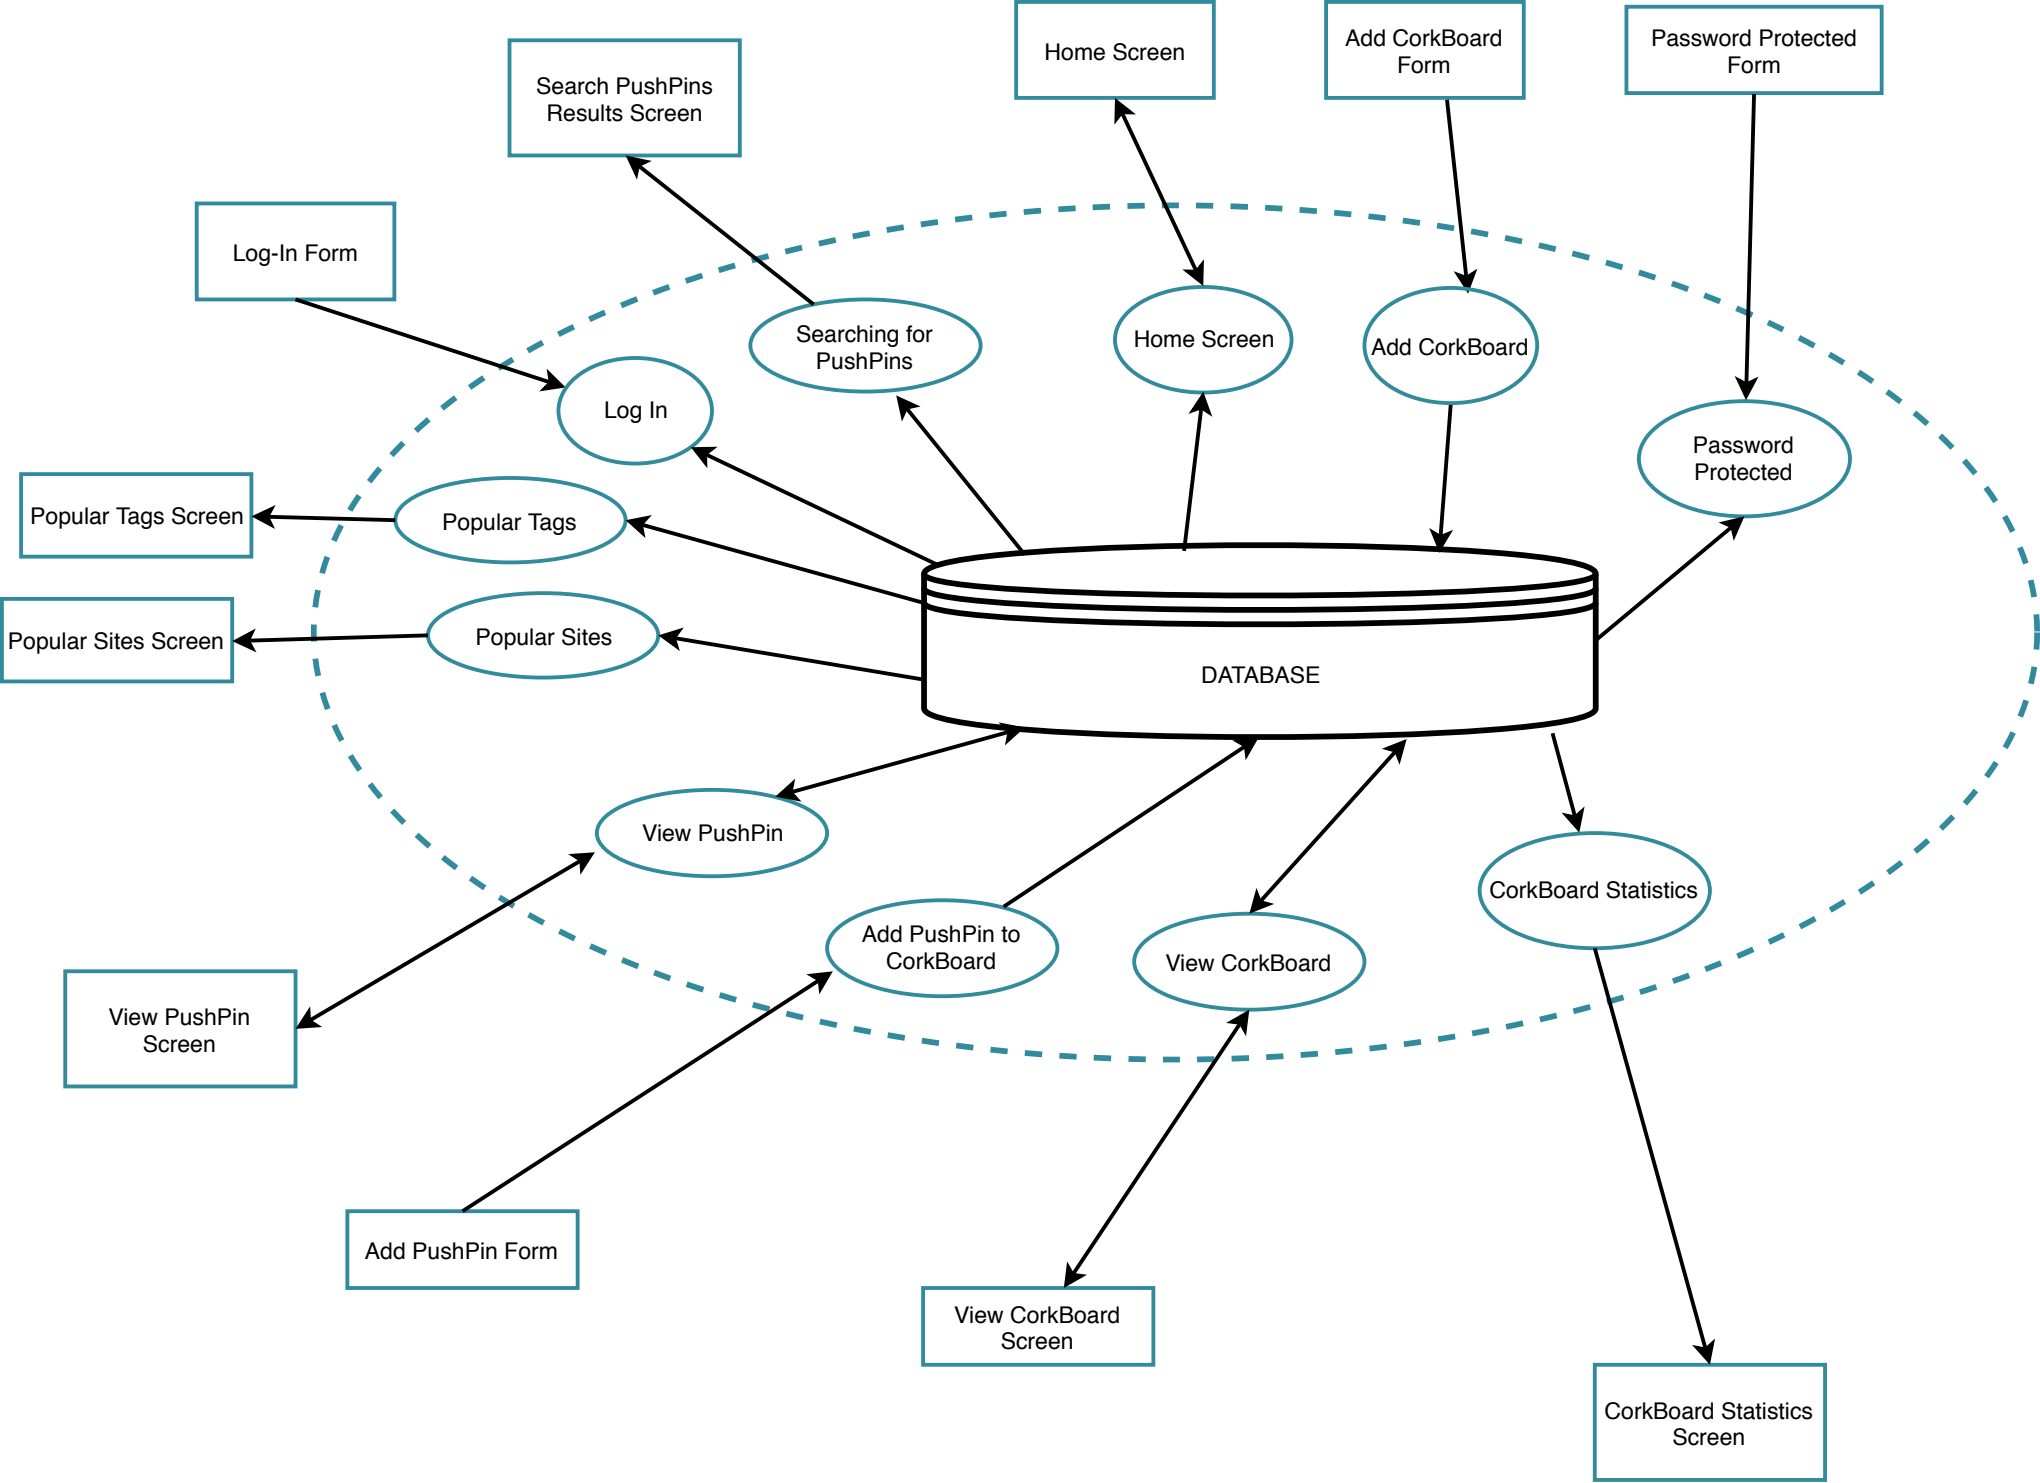 Home Screen
Add CorkBoard
Form
Password Protected
Form
Search PushPins
Results Screen
Log-In Form
Searching for
PushPins
Home Screen
Add CorkBoard
Log In
Password
Protected
Popular Tags Screen
Popular Tags
Popular Sites Screen
Popular Sites
DATABASE
View PushPin
CorkBoard Statistics
Add PushPin to
CorkBoard
View CorkBoard
View PushPin
Screen
Add PushPin Form
View CorkBoard
Screen
CorkBoard Statistics
Screen